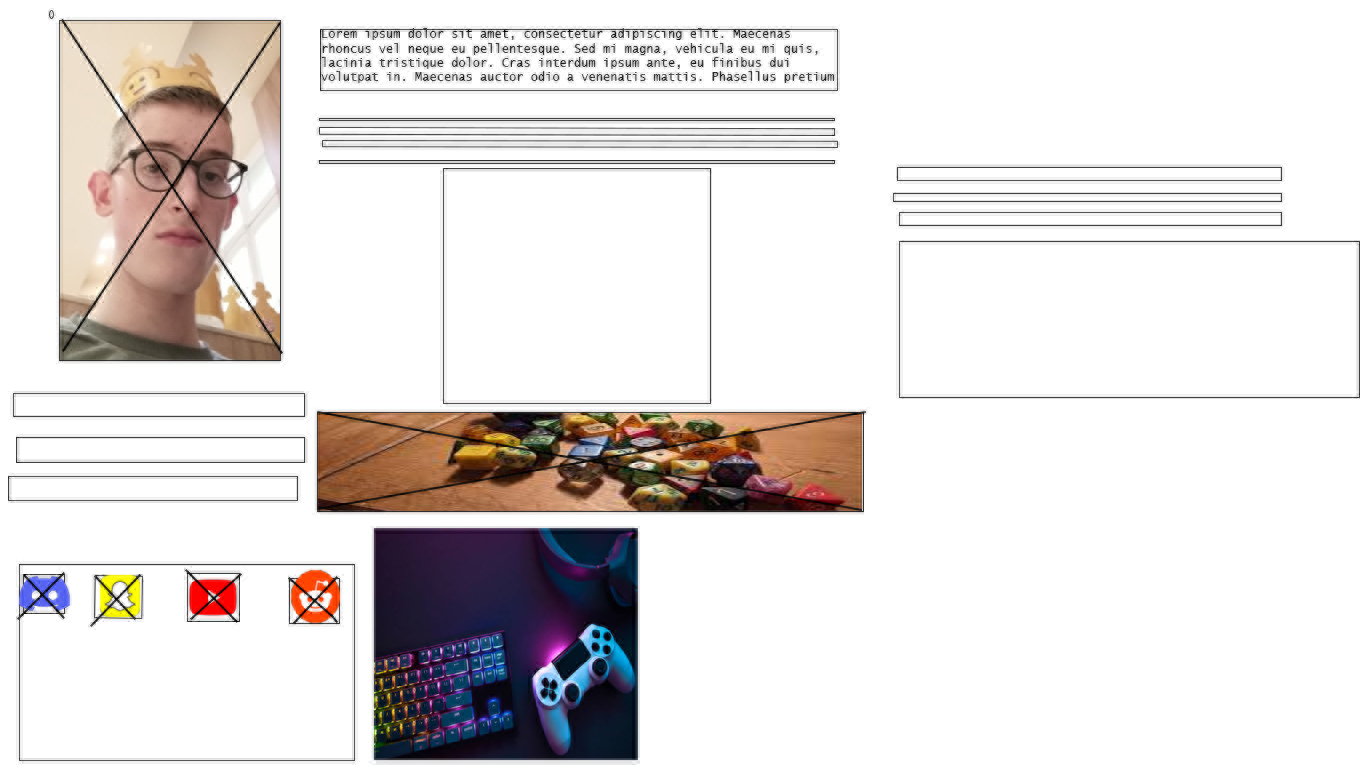 0
Lorem ipsum dolor sit amet, consectetur adipiscing elit. Maecenas
rhoncus vel neque eu pellentesque. Sed mi magna, vehicula eu mi quis,
lacinia tristique dolor. Cras interdum ipsum ante, eu finibus dui
volutpat in. Maecenas auctor odio a venenatis mattis. Phasellus pretium